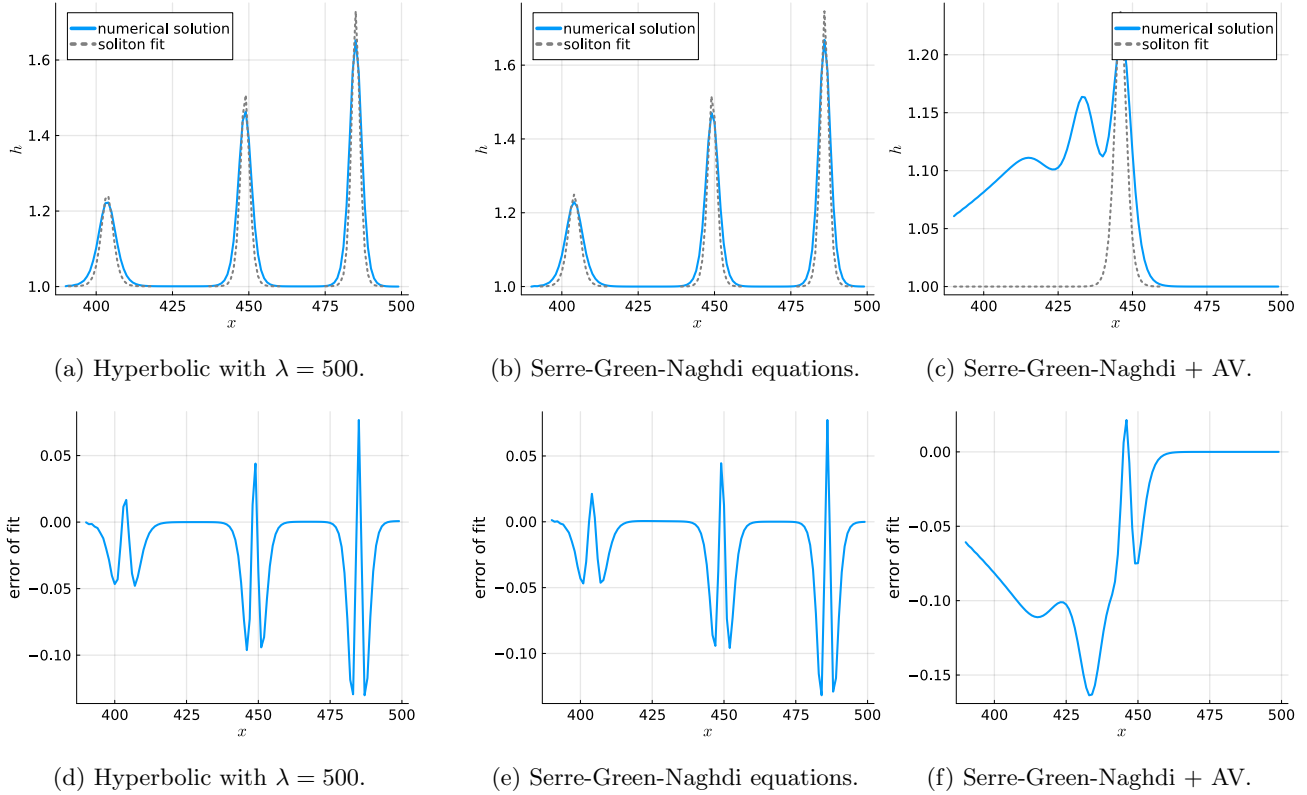 numerical solution
soliton fit
1.6
1.4
1.2
1.0
h
400
425
450
475
500
x
(a) Hyperbolic with λ = 500.
numerical solution
soliton fit
1.6
1.4
1.2
1.0
h
400
425
450
475
500
x
(b) Serre-Green-Naghdi equations.
numerical solution
soliton fit
1.20
1.15
1.10
1.05
1.00
h
400
425
450
475
500
x
(c) Serre-Green-Naghdi + AV.
0.05
0.00
−0.05
−0.10
error of fit
400
425
450
475
500
x
(d) Hyperbolic with λ = 500.
0.05
0.00
−0.05
−0.10
error of fit
400
425
450
475
500
x
(e) Serre-Green-Naghdi equations.
0.00
−0.05
−0.10
−0.15
error of fit
400
425
450
475
500
x
(f) Serre-Green-Naghdi + AV.